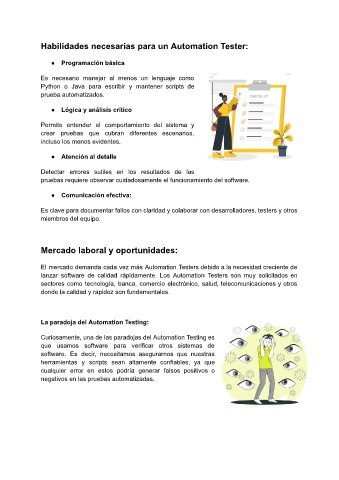 Habilidades necesarias para un Automation Tester:
● Programación básica
Es necesario manejar al menos un lenguaje como
Python o Java para escribir y mantener scripts de
prueba automatizados.
● Lógica y análisis crítico
Permite entender el comportamiento del sistema y
crear pruebas que cubran diferentes escenarios,
incluso los menos evidentes.
● Atención al detalle
Detectar errores sutiles en los resultados de las
pruebas requiere observar cuidadosamente el funcionamiento del software.
● Comunicación efectiva:
Es clave para documentar fallos con claridad y colaborar con desarrolladores, testers y otros
miembros del equipo.
CHECKLIST
Mercado laboral y oportunidades:
El mercado demanda cada vez más Automation Testers debido a la necesidad creciente de
lanzar software de calidad rápidamente. Los Automation Testers son muy solicitados en
sectores como tecnología, banca, comercio electrónico, salud, telecomunicaciones y otros
donde la calidad y rapidez son fundamentales.
La paradoja del Automation Testing:
Curiosamente, una de las paradojas del Automation Testing es
que usamos software para verificar otros sistemas de
software. Es decir, necesitamos asegurarnos que nuestras
herramientas y scripts sean altamente confiables, ya que
cualquier error en estos podría generar falsos positivos o
negativos en las pruebas automatizadas.